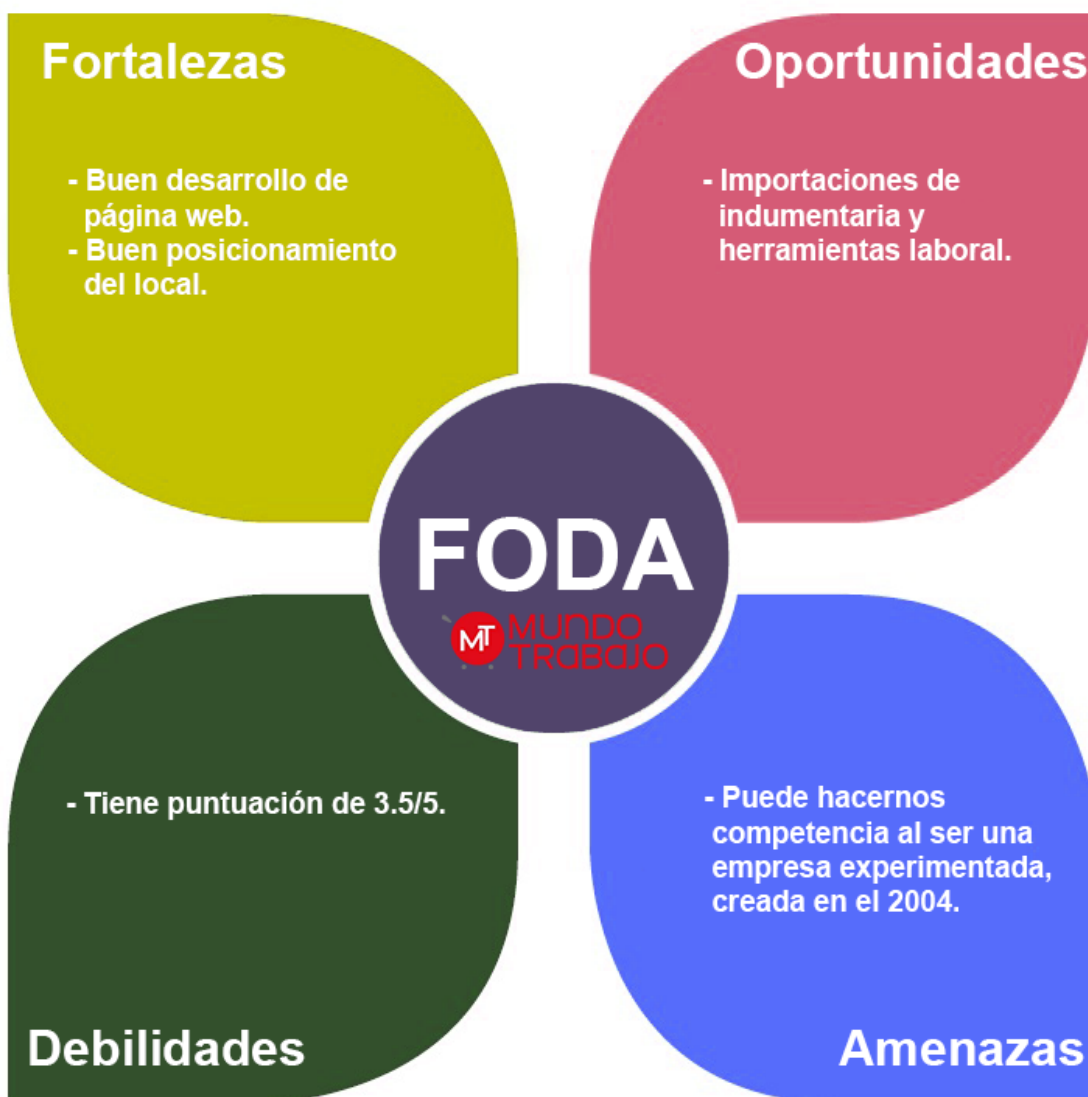 Fortalezas
- Buen desarrollo de
página web.
- Buen posicionamiento
del local.
Oportunidades
- Importaciones de
indumentaria y
herramientas laboral.
FODA
MT
MUNDO
TRABAJO
- Tiene puntuación de 3.5/5.
Debilidades
- Puede hacernos
competencia al ser una
empresa experimentada,
creada en el 2004.
Amenazas